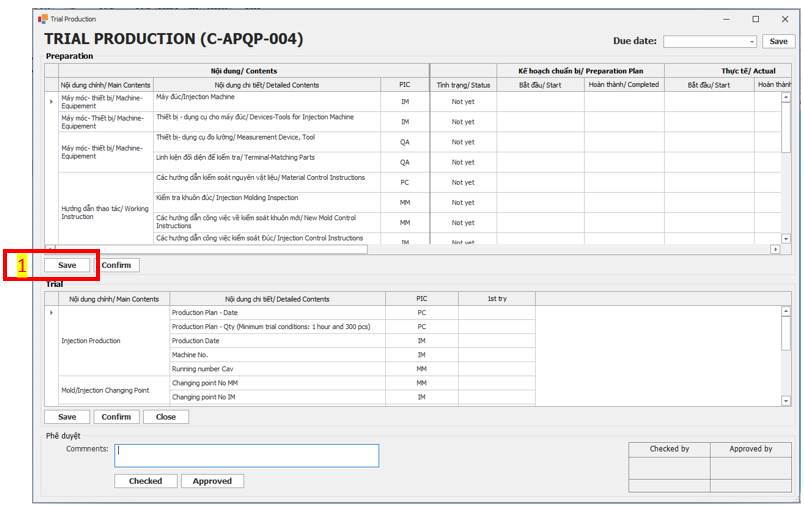 Trial Production
TRIAL PRODUCTION (C-APQP-004)
Due date:
Save
Preparation
Nội dung/ Contents
Kế hoạch chuẩn bị/ Preparation Plan
Thực tế/ Actual
Nội dung chính/ Main Contents
Nội dung chi tiết/ Detailed Contents
PIC
Tình trạng/ Status
Bắt đầu/ Start
Hoàn thành/ Completed
Bắt đầu/ Start
Hoàn thành
Máy móc- thiết bị/ Machine-
Equipement
Máy đúc/Injection Machine
IM
Not yet
Máy móc- Thiết bị/ Machine-
Equipement
Thiết bị - dụng cụ cho máy đúc/ Devices-Tools for Injection Machine
IM
Not yet
Máy móc- thiết bị/ Machine-
Equipement
Thiết bị- dụng cụ đo lường/ Measurement Device, Tool
QA
Not yet
Linh kiện đối diện để kiểm tra/ Terminal-Matching Parts
QA
Not yet
Hướng dẫn thao tác/ Working
Instruction
Các hướng dẫn kiểm soát nguyên vật liệu/ Material Control Instructions
PC
Not yet
Kiểm tra khuôn đúc/ Injection Molding Inspection
MM
Not yet
Các hướng dẫn công việc về kiểm soát khuôn mới/ New Mold Control
Instructions
MM
Not yet
Các hướng dẫn công việc kiểm soát Đúc/ Injection Control Instructions
IM
Not yet
1
Save
Confirm
Trial
Nội dung chính/ Main Contents
Nội dung chi tiết/ Detailed Contents
PIC
1st try
Injection Production
Production Plan - Date
PC
Production Plan - Qty (Minimum trial conditions: 1 hour and 300 pcs)
PC
Production Date
IM
Machine No.
IM
Running number Cav
MM
Mold/Injection Changing Point
Changing point No MM
MM
Changing point No IM
IM
Save
Confirm
Close
Phê duyệt
Commnents:
Checked
Approved
Checked by
Approved by